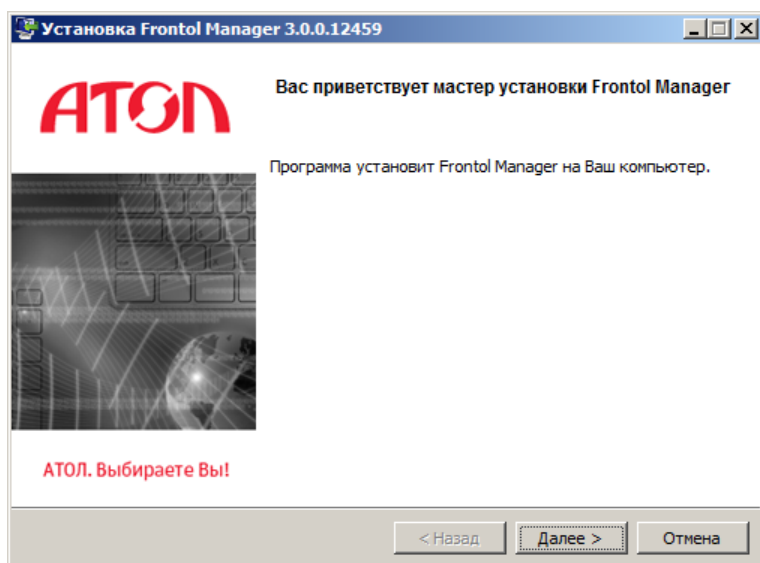 Установка Frontol Manager 3.0.0.12459
АТОЛ
Вас приветствует мастер установки Frontol Manager
Программа установит Frontol Manager на Ваш компьютер.
АТОЛ. Выбираете Вы!
< Назад
Далее >
Отмена